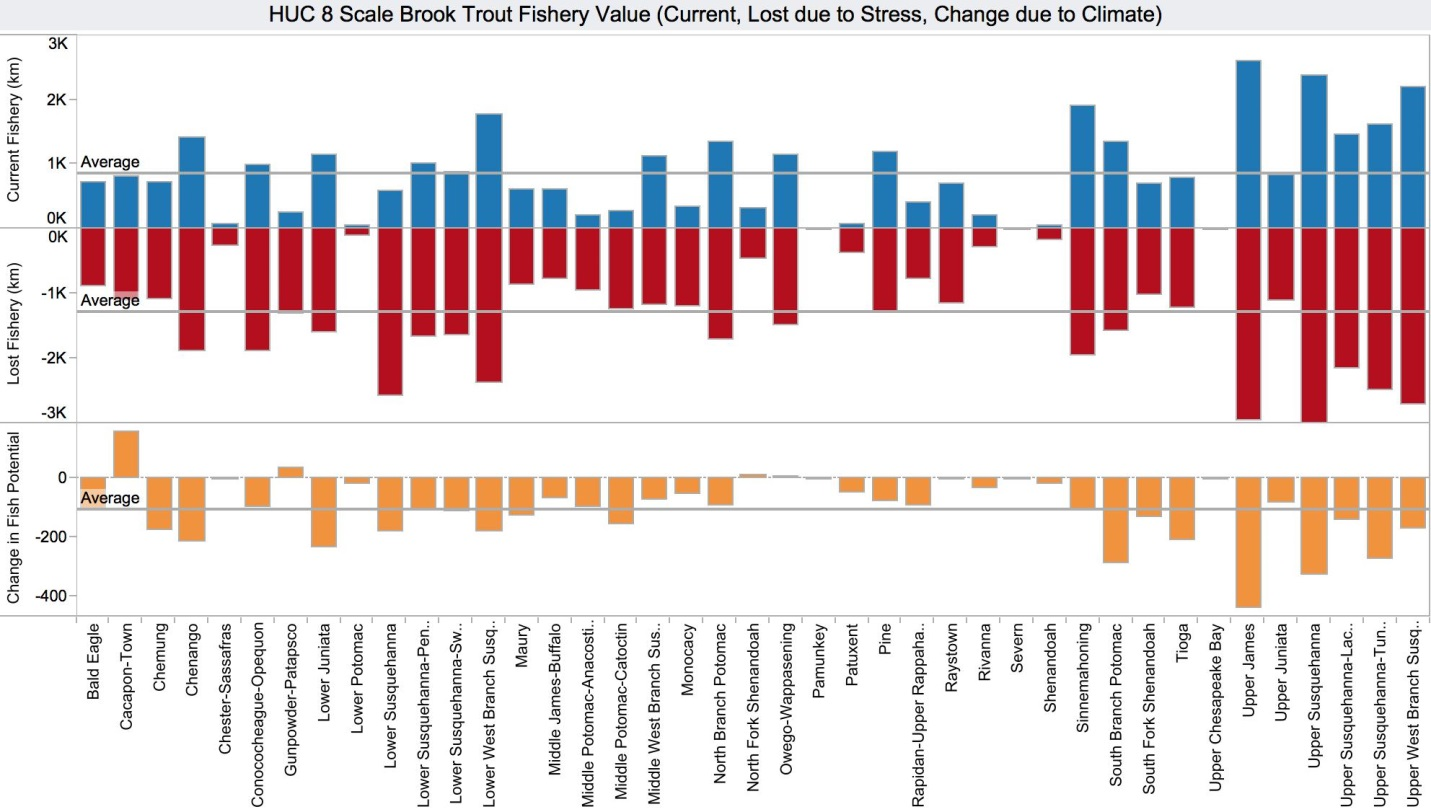 HUC 8 Scale Brook Trout Fishery Value (Current, Lost due to Stress, Change due to Climate)
Current Fishery (km)
3K
2K
1K
0K
Average
Lost Fishery (km)
0K
-1K
-2K
-3K
Average
Change in Fish Potential
0
-200
-400
Average
Bald Eagle
Cacapon-Town
Chemung
Chenango
Chester-Sassafras
Conococheague-Opequon
Gunpowder-Patapsco
Lower Juniata
Lower Potomac
Lower Susquehanna
Lower Susquehanna-Pen..
Lower Susquehanna-Sw..
Lower West Branch Susq..
Maury
Middle James-Buffalo
Middle Potomac-Anacosti..
Middle Potomac-Catoctin
Middle West Branch Sus..
Monocacy
North Branch Potomac
North Fork Shenandoah
Owego-Wappasening
Pamunkey
Patuxent
Pine
Rapidan-Upper Rappaha..
Raystown
Rivanna
Severn
Shenandoah
Sinnemahoning
South Branch Potomac
South Fork Shenandoah
Tioga
Upper Chesapeake Bay
Upper James
Upper Juniata
Upper Susquehanna
Upper Susquehanna-Lac..
Upper Susquehanna-Tun..
Upper West Branch Susq..